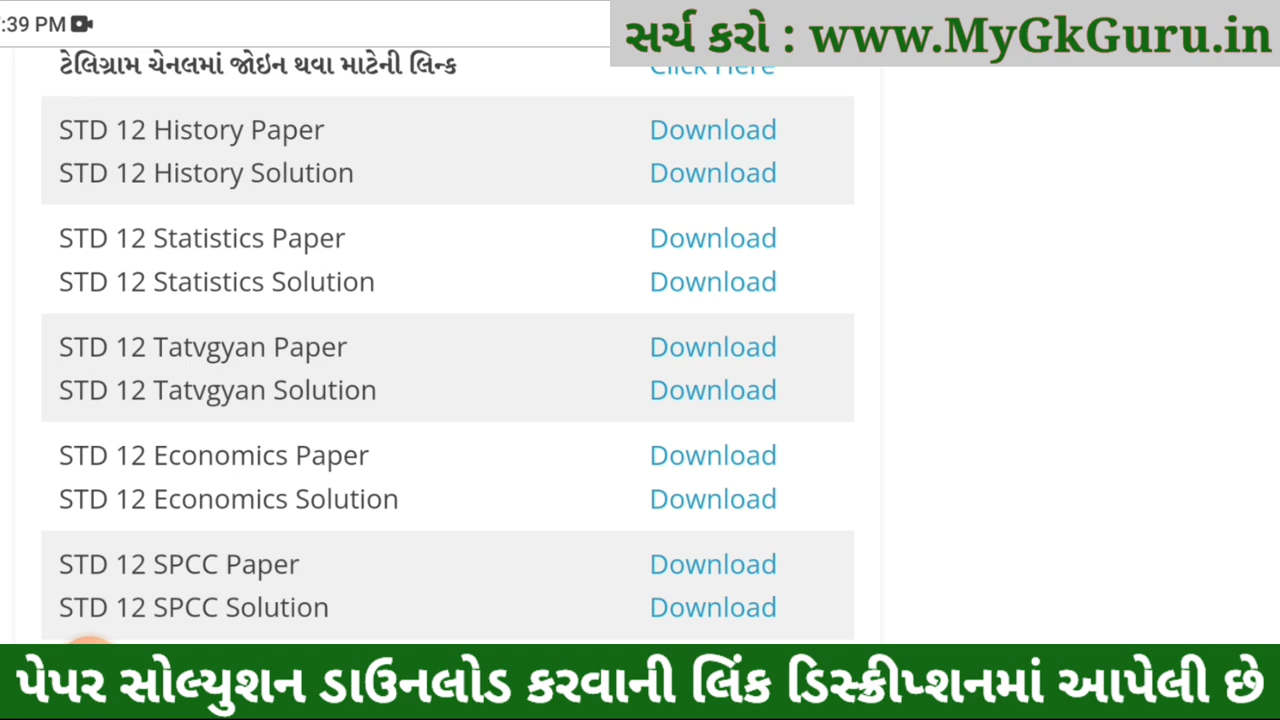 :39 PM
સર્ચ કરો : www.MyGkGuru.in
ટેલિગ્રામ ચેનલમાં જોઇન થવા માટેની લિન્ક Click Here
STD 12 History Paper Download
STD 12 History Solution Download
STD 12 Statistics Paper Download
STD 12 Statistics Solution Download
STD 12 Tatvgyan Paper Download
STD 12 Tatvgyan Solution Download
STD 12 Economics Paper Download
STD 12 Economics Solution Download
STD 12 SPCC Paper Download
STD 12 SPCC Solution Download
પેપર સોલ્યુશન ડાઉનલોડ કરવાની લિંક ડિસ્ક્રીપ્શનમાં આપેલી છે